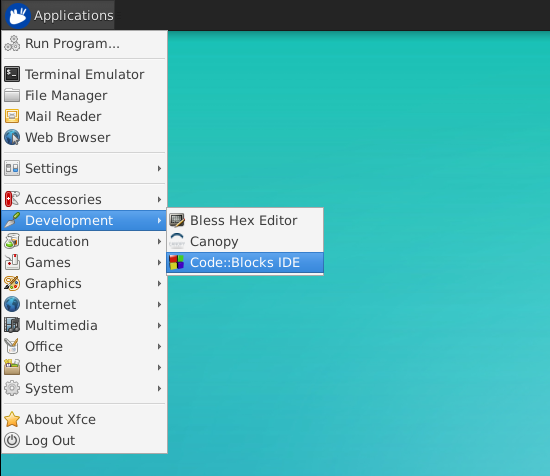 Applications
Run Program...
Terminal Emulator
File Manager
Mail Reader
Web Browser
Settings
Accessories
Development
Education
Games
Graphics
Internet
Multimedia
Office
Other
System
About Xfce
Log Out
Bless Hex Editor
Canopy
Code::Blocks IDE